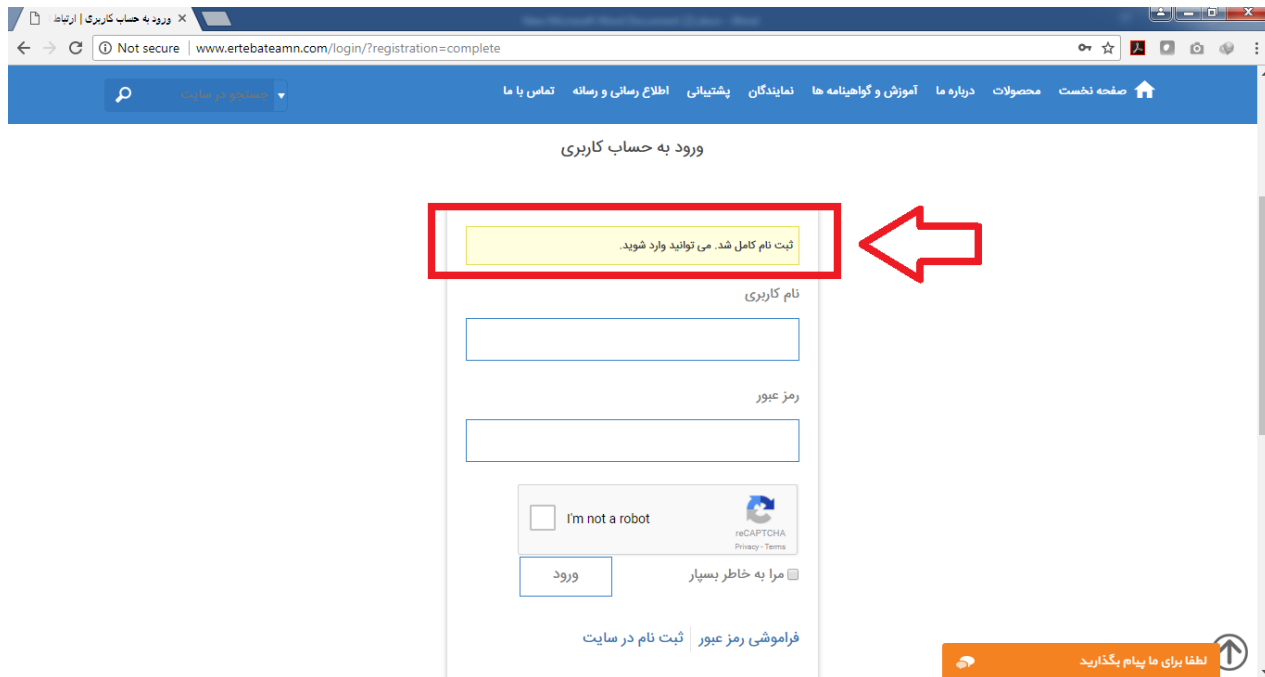 ورود به حساب کاربری | ارتباط
Not secure | www.ertebateamn.com/login/?registration=complete
صفحه نخست محصولات درباره ما آموزش و گواهینامه ها نمایندگان پشتیبانی اطلاع رسانی و رسانه تماس با ما
جستجو در سایت
ورود به حساب کاربری
ثبت نام کامل شد. می توانید وارد شوید.
نام کاربری
رمز عبور
I'm not a robot
reCAPTCHA
Privacy - Terms
مرا به خاطر بسپار
ورود
فراموشی رمز عبور | ثبت نام در سایت
لطفا برای ما پیام بگذارید